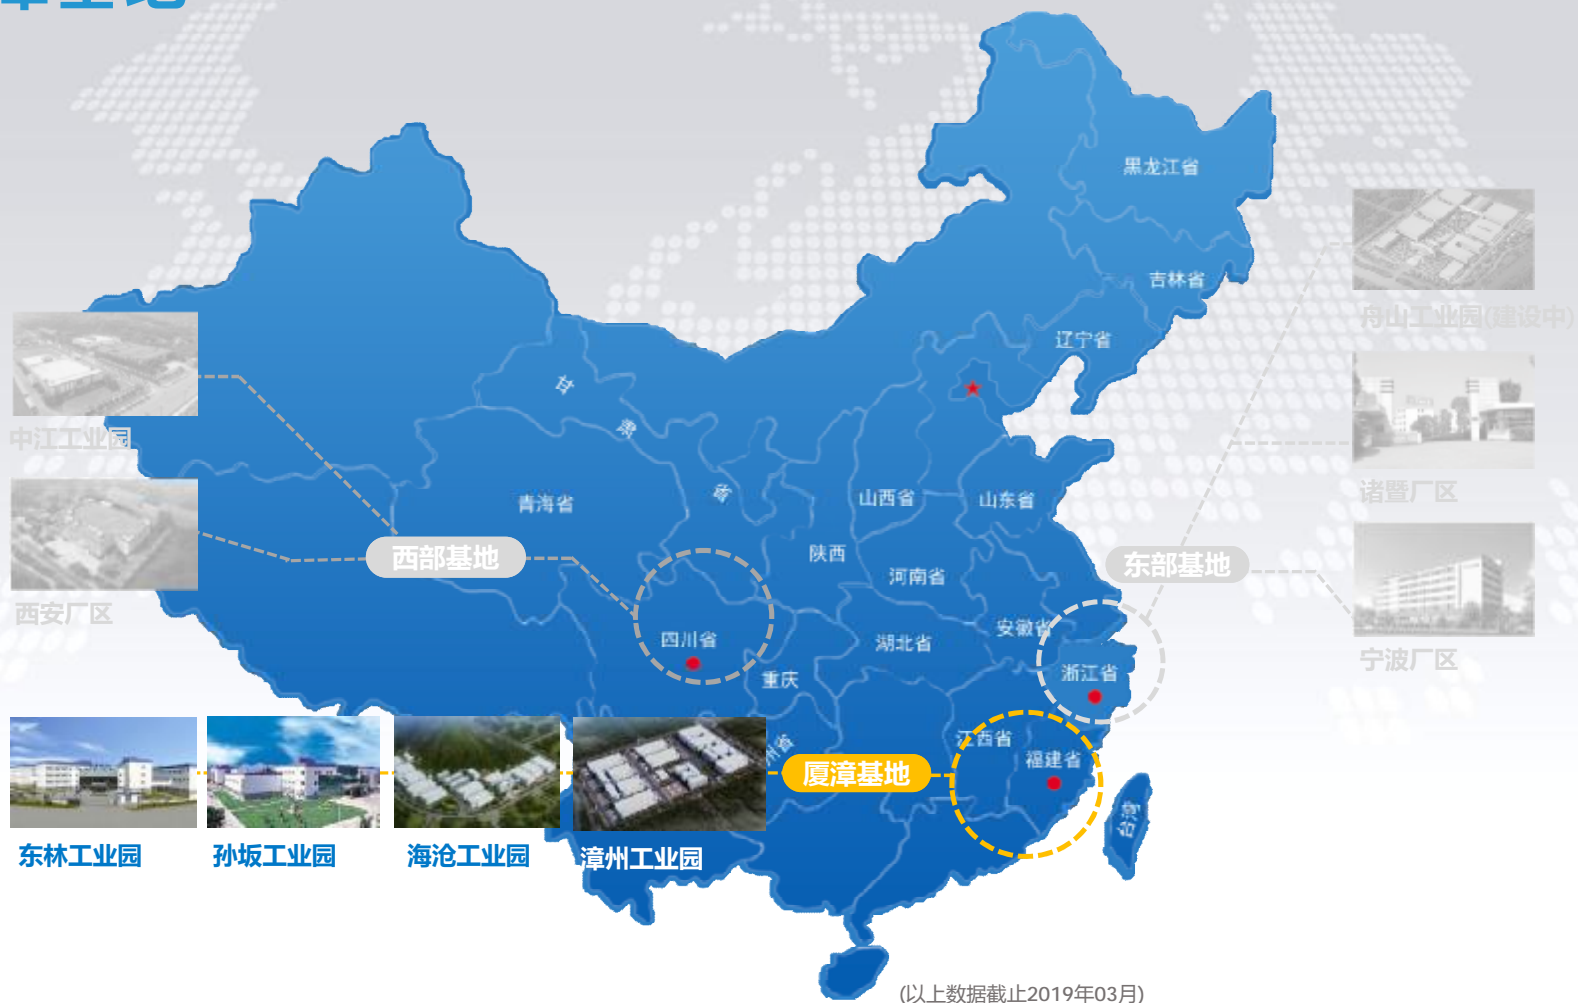 黑龙江省
吉林省
舟山工业园(建设中)
辽宁省
甘
肃
省
中江工业园
青海省
山西省
山东省
诸暨厂区
西部基地
陕西
河南省
东部基地
西安厂区
四川省
湖北省
安徽省
重庆
浙江省
宁波厂区
江西省
州省
福建省
厦漳基地
台湾
东林工业园
孙坂工业园
海沧工业园
漳州工业园
(以上数据截止2019年03月)